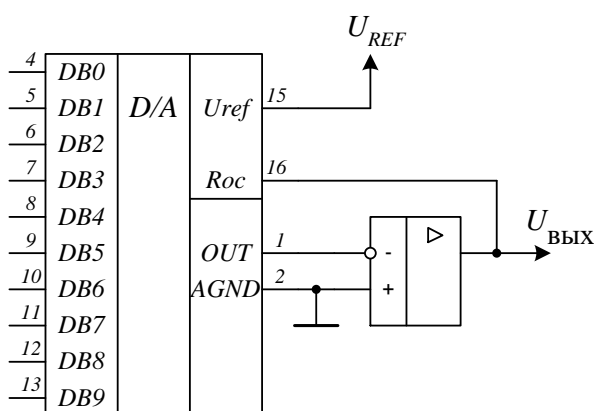 U_REF
4 DB0 D/A Uref 15
5 DB1
6 DB2
7 DB3 Roc 16
8 DB4
9 DB5 OUT 1 - ▷ U_вых
10 DB6 AGND 2 +
11 DB7
12 DB8
13 DB9